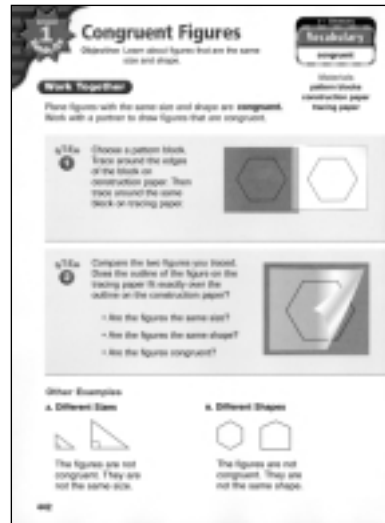 1
Congruent Figures
Objective Learn about figures that are the same
size and shape.
Vocabulary
congruent
Materials
pattern blocks
construction paper
tracing paper
Work Together
Plane figures with the same size and shape are congruent.
Work with a partner to draw figures that are congruent.
STEP
1
Choose a pattern block.
Trace around the edges
of the block on
construction paper. Then
trace around the same
block on tracing paper.
STEP
2
Compare the two figures you traced.
Does the outline of the figure on the
tracing paper fit exactly over the
outline on the construction paper?
• Are the figures the same size?
• Are the figures the same shape?
• Are the figures congruent?
Other Examples
A. Different Sizes
The figures are not
congruent. They are
not the same size.
B. Different Shapes
The figures are not
congruent. They are
not the same shape.